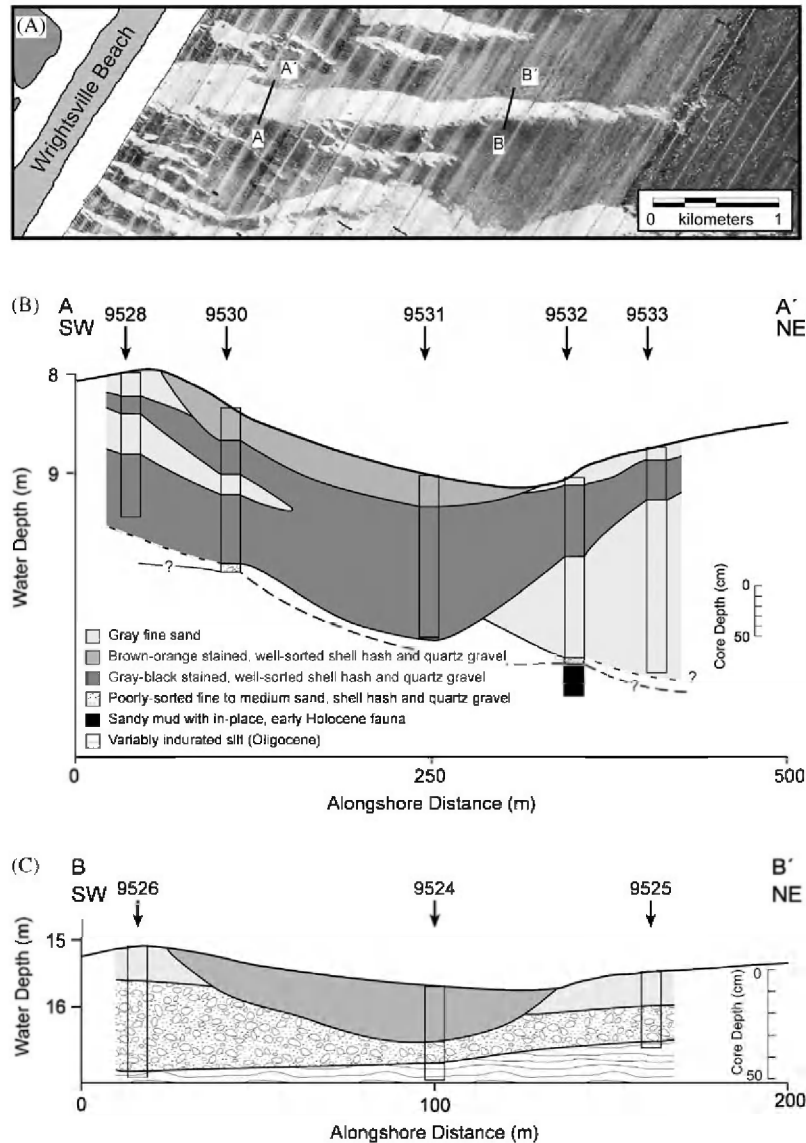 (A)
Wrightsville Beach
A´
A
B´
B
0 kilometers 1
(B) A A´
SW 9528 9530 9531 9532 9533 NE
8
9
Water Depth (m)
?
0
50
Core Depth (cm)
?
?
Gray fine sand
Brown-orange stained, well-sorted shell hash and quartz gravel
Gray-black stained, well-sorted shell hash and quartz gravel
Poorly-sorted fine to medium sand, shell hash and quartz gravel
Sandy mud with in-place, early Holocene fauna
Variably indurated silt (Oligocene)
0 250 500
Alongshore Distance (m)
(C) B B´
SW 9526 9524 9525 NE
15
16
Water Depth (m)
0
50
Core Depth (cm)
0 100 200
Alongshore Distance (m)